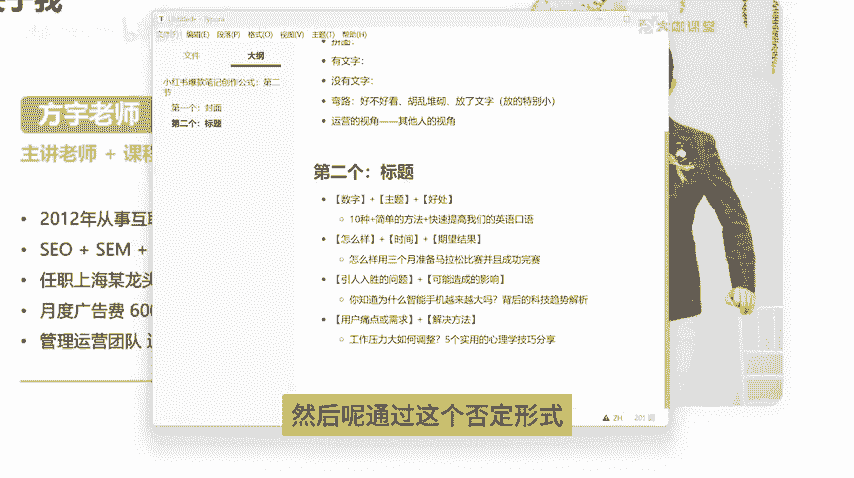 于我
Untitled - Typora
编辑(E) 段落(P) 格式(O) 视图(V) 主题(T) 帮助(H)
文件 大纲
小红书爆款笔记创作公式：第二节
第一个：封面
第二个：标题
有文字：
没有文字：
弯路：好不好看、胡乱堆砌、放了文字（放的特别小）
运营的视角——其他人的视角
第二个：标题
【数字】+【主题】+【好处】
10种+简单的方法+快速提高我们的英语口语
【怎么样】+【时间】+【期望结果】
怎么样用三个月准备马拉松比赛并且成功完赛
【引人入胜的问题】+【可能造成的影响】
你知道为什么智能手机越来越大吗？背后的科技趋势解析
【用户痛点或需求】+【解决方法】
工作压力大如何调整？5个实用的心理学技巧分享
ZH 201 词
方宇老师
主讲老师 + 课程
2012年从事互联
SEO + SEM +
任职上海某龙头
月度广告费 600
管理运营团队
然后呢通过这个否定形式